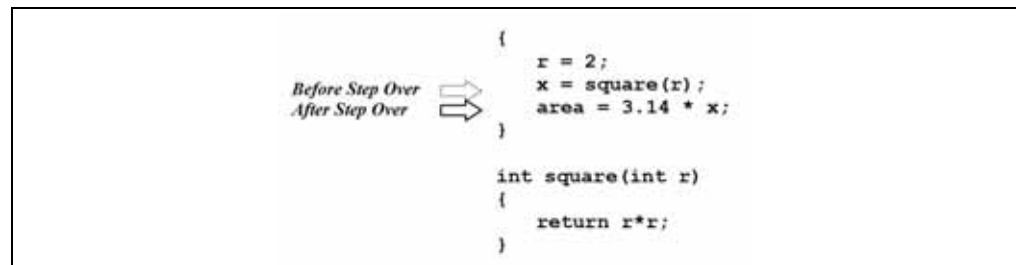 {
r = 2;
Before Step Over x = square(r);
After Step Over area = 3.14 * x;
}
int square(int r)
{
return r*r;
}